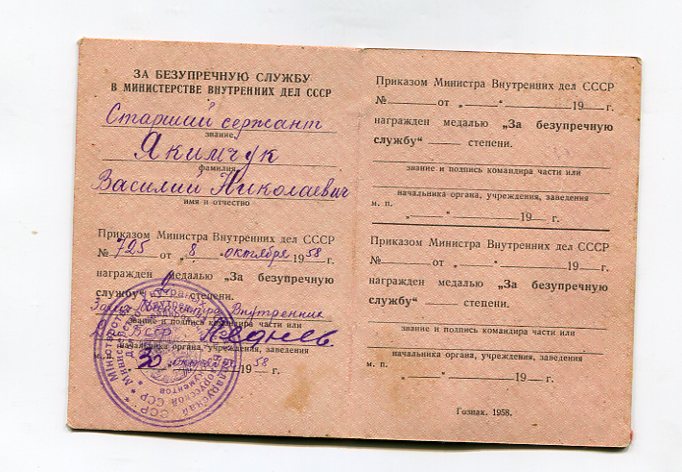 ЗА БЕЗУПРЕЧНУЮ СЛУЖБУ
В МИНИСТЕРСТВЕ ВНУТРЕННИХ ДЕЛ СССР
Старший сержант
звание
Якимчук
фамилия
Василий Николаевич
имя и отчество
Приказом Министра Внутренних дел СССР
№ 725 от „ 8 " октября 1958 г.
награжден медалью „За безупречную
службу" степени.
Внутренних
звание и подпись командира части или
БССР
начальника органа, учреждения, заведения
30 58 г.
Приказом Министра Внутренних дел СССР
№ от „ " 19 г.
награжден медалью „За безупречную
службу" степени.
звание и подпись командира части или
начальника органа, учреждения, заведения
м. п. „ " 19 г.
Приказом Министра Внутренних дел СССР
№ от „ " 19 г.
награжден медалью „За безупречную
службу" степени.
звание и подпись командира части или
начальника органа, учреждения, заведения
м. п. „ " 19 г.
Гознак. 1958.